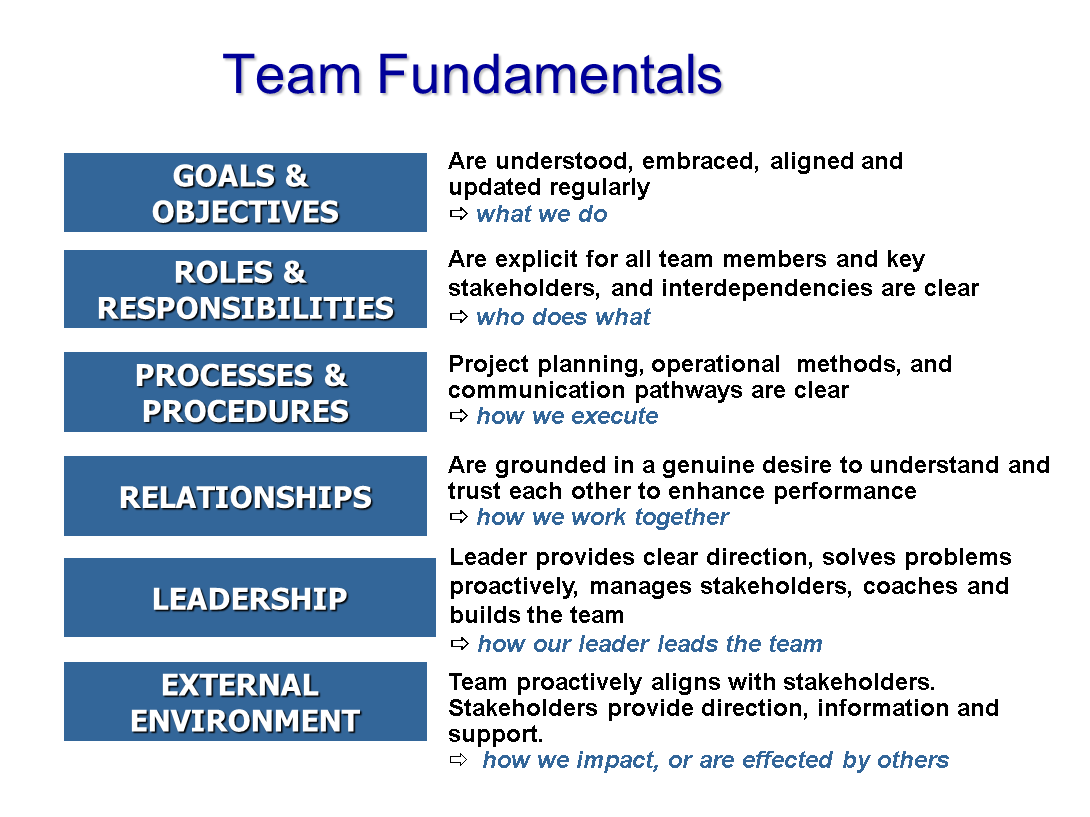 Team Fundamentals
GOALS &
OBJECTIVES
Are understood, embraced, aligned and
updated regularly
⇨ what we do
ROLES &
RESPONSIBILITIES
Are explicit for all team members and key
stakeholders, and interdependencies are clear
⇨ who does what
PROCESSES &
PROCEDURES
Project planning, operational methods, and
communication pathways are clear
⇨ how we execute
RELATIONSHIPS
Are grounded in a genuine desire to understand and
trust each other to enhance performance
⇨ how we work together
LEADERSHIP
Leader provides clear direction, solves problems
proactively, manages stakeholders, coaches and
builds the team
⇨ how our leader leads the team
EXTERNAL
ENVIRONMENT
Team proactively aligns with stakeholders.
Stakeholders provide direction, information and
support.
⇨ how we impact, or are effected by others